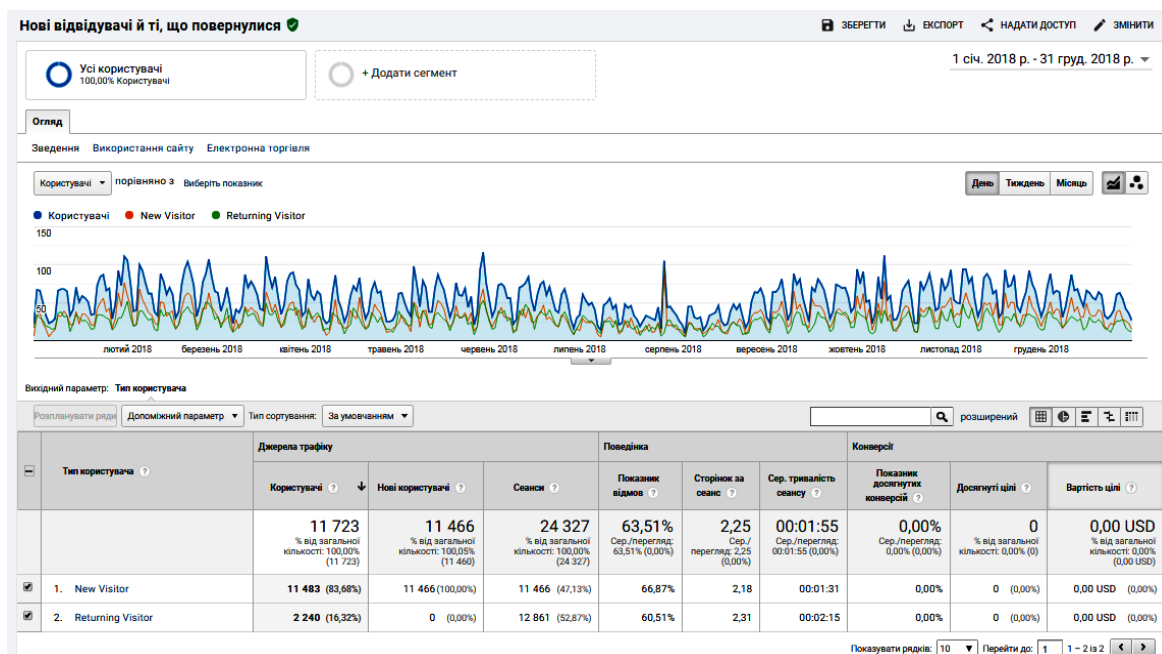 Нові відвідувачі й ті, що повернулися
ЗБЕРЕГТИ ЕКСПОРТ НАДАТИ ДОСТУП ЗМІНИТИ
Усі користувачі
100,00% Користувачі
+ Додати сегмент
1 січ. 2018 р. - 31 груд. 2018 р.
Огляд
Зведення Використання сайту Електронна торгівля
Користувачі порівняно з Виберіть показник
День Тиждень Місяць
Користувачі New Visitor Returning Visitor
150
100
50
лютий 2018 березень 2018 квітень 2018 травень 2018 червень 2018 липень 2018 серпень 2018 вересень 2018 жовтень 2018 листопад 2018 грудень 2018
Вихідний параметр: Тип користувача
Розпланувати ряди Допоміжний параметр Тип сортування: За умовчанням розширений
Тип користувача ?
Джерела трафіку Поведінка Конверсії
Користувачі ? Нові користувачі ? Сеанси ? Показник відмов ? Сторінок за сеанс ? Сер. тривалість сеансу ? Показник досягнутих конверсій ? Досягнуті цілі ? Вартість цілі ?
11 723 11 466 24 327 63,51% 2,25 00:01:55 0,00% 0 0,00 USD
% від загальної кількості: 100,00% (11 723)
% від загальної кількості: 100,05% (11 460)
% від загальної кількості: 100,00% (24 327)
Сер./перегляд: 63,51% (0,00%)
Сер./перегляд: 2,25 (0,00%)
Сер./перегляд: 00:01:55 (0,00%)
Сер./перегляд: 0,00% (0,00%)
% від загальної кількості: 0,00% (0)
% від загальної кількості: 0,00% (0,00 USD)
1. New Visitor 11 483 (83,68%) 11 466 (100,00%) 11 466 (47,13%) 66,87% 2,18 00:01:31 0,00% 0 (0,00%) 0,00 USD (0,00%)
2. Returning Visitor 2 240 (16,32%) 0 (0,00%) 12 861 (52,87%) 60,51% 2,31 00:02:15 0,00% 0 (0,00%) 0,00 USD (0,00%)
Показувати рядків: 10 Перейти до: 1 1 – 2 із 2